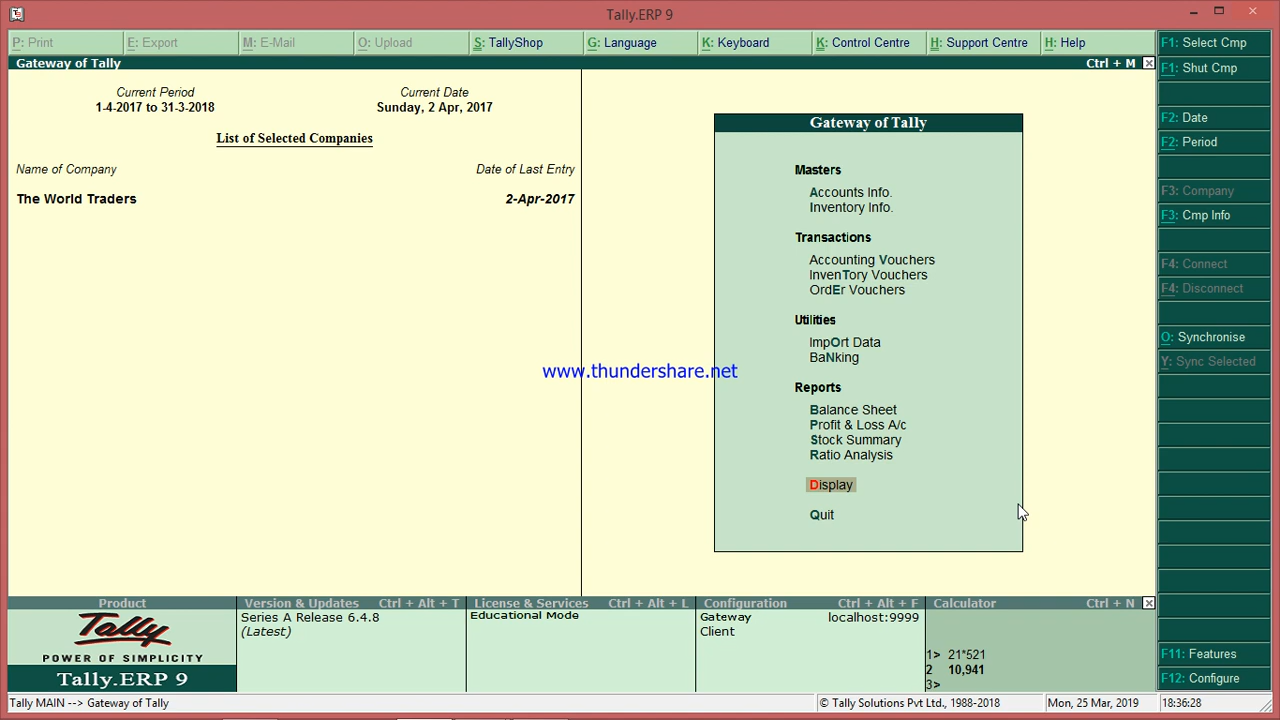 Tally.ERP 9
P: Print E: Export M: E-Mail O: Upload S: TallyShop G: Language K: Keyboard K: Control Centre H: Support Centre H: Help
Gateway of Tally Ctrl + M
Current Period Current Date
1-4-2017 to 31-3-2018 Sunday, 2 Apr, 2017
List of Selected Companies
Name of Company Date of Last Entry
The World Traders 2-Apr-2017
Gateway of Tally
Masters
Accounts Info.
Inventory Info.
Transactions
Accounting Vouchers
InvenTory Vouchers
OrdEr Vouchers
Utilities
ImpOrt Data
BaNking
Reports
Balance Sheet
Profit & Loss A/c
Stock Summary
Ratio Analysis
Display
Quit
www.thundershare.net
F1: Select Cmp
F1: Shut Cmp
F2: Date
F2: Period
F3: Company
F3: Cmp Info
F4: Connect
F4: Disconnect
O: Synchronise
Y: Sync Selected
F11: Features
F12: Configure
Product
Tally
POWER OF SIMPLICITY
Tally.ERP 9
Version & Updates Ctrl + Alt + T
Series A Release 6.4.8
(Latest)
License & Services Ctrl + Alt + L
Educational Mode
Configuration Ctrl + Alt + F
Gateway localhost:9999
Client
Calculator Ctrl + N
1> 21*521
2 10,941
3>
Tally MAIN --> Gateway of Tally © Tally Solutions Pvt Ltd., 1988-2018 Mon, 25 Mar, 2019 18:36:28